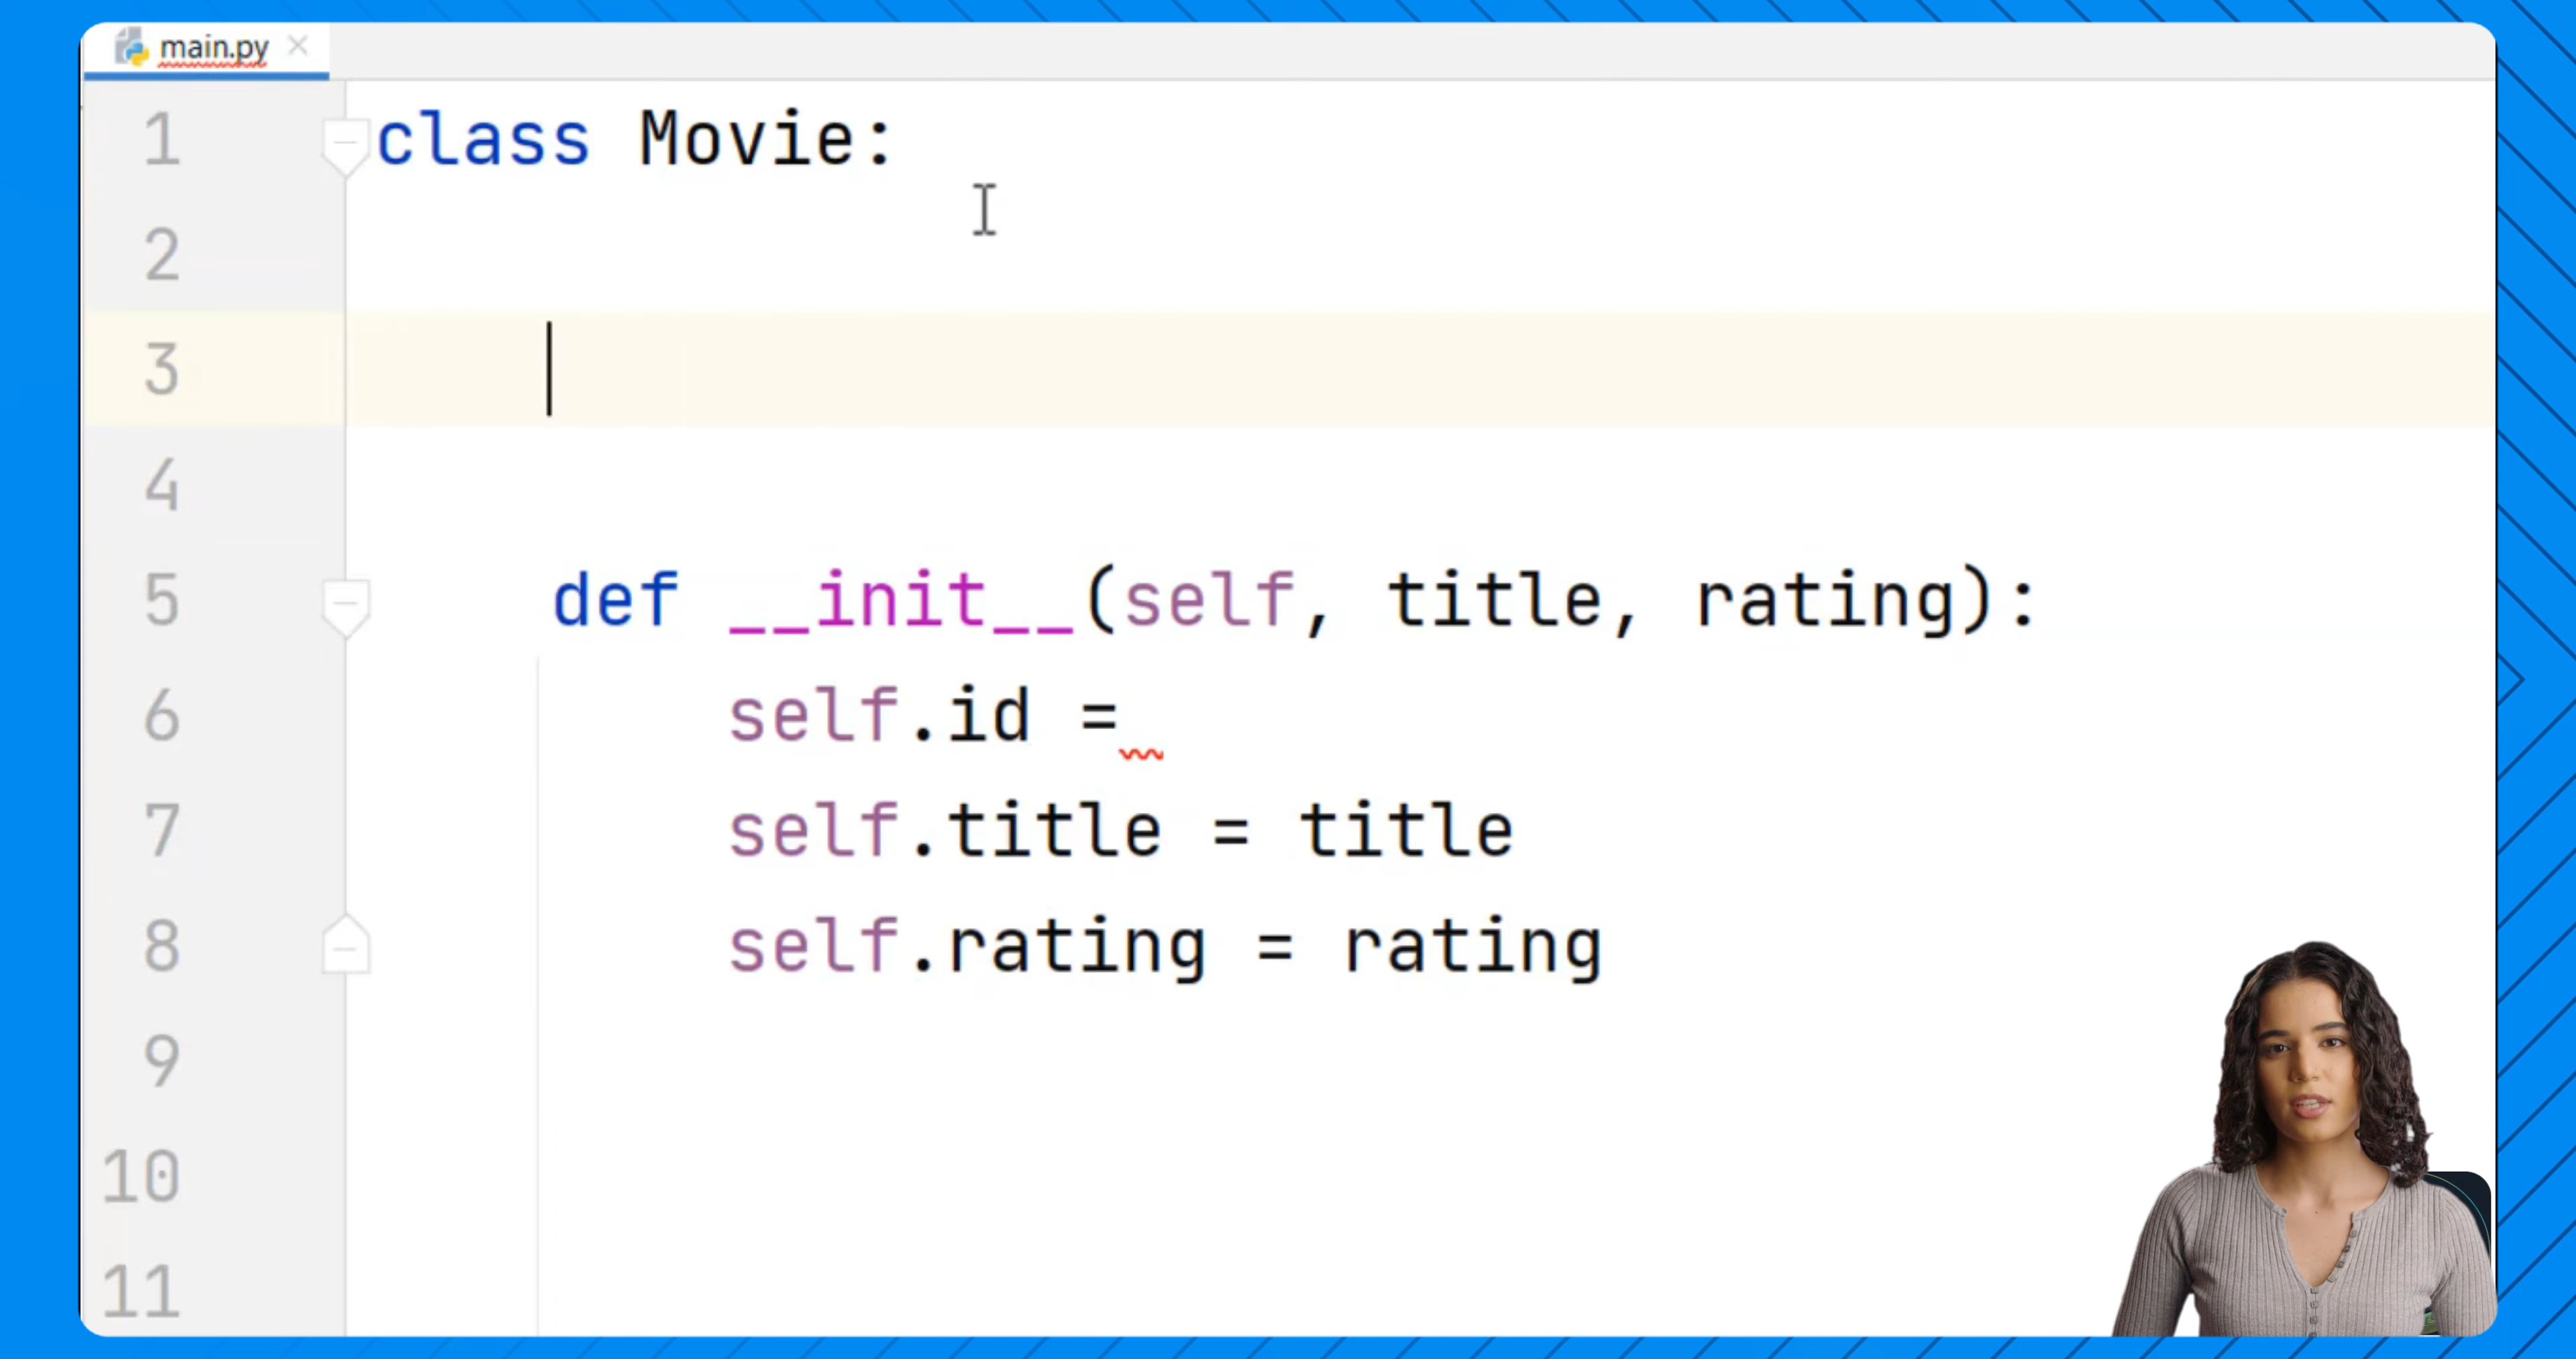 main.py
1 class Movie:
2
3
4
5 def __init__(self, title, rating):
6 self.id =
7 self.title = title
8 self.rating = rating
9
10
11